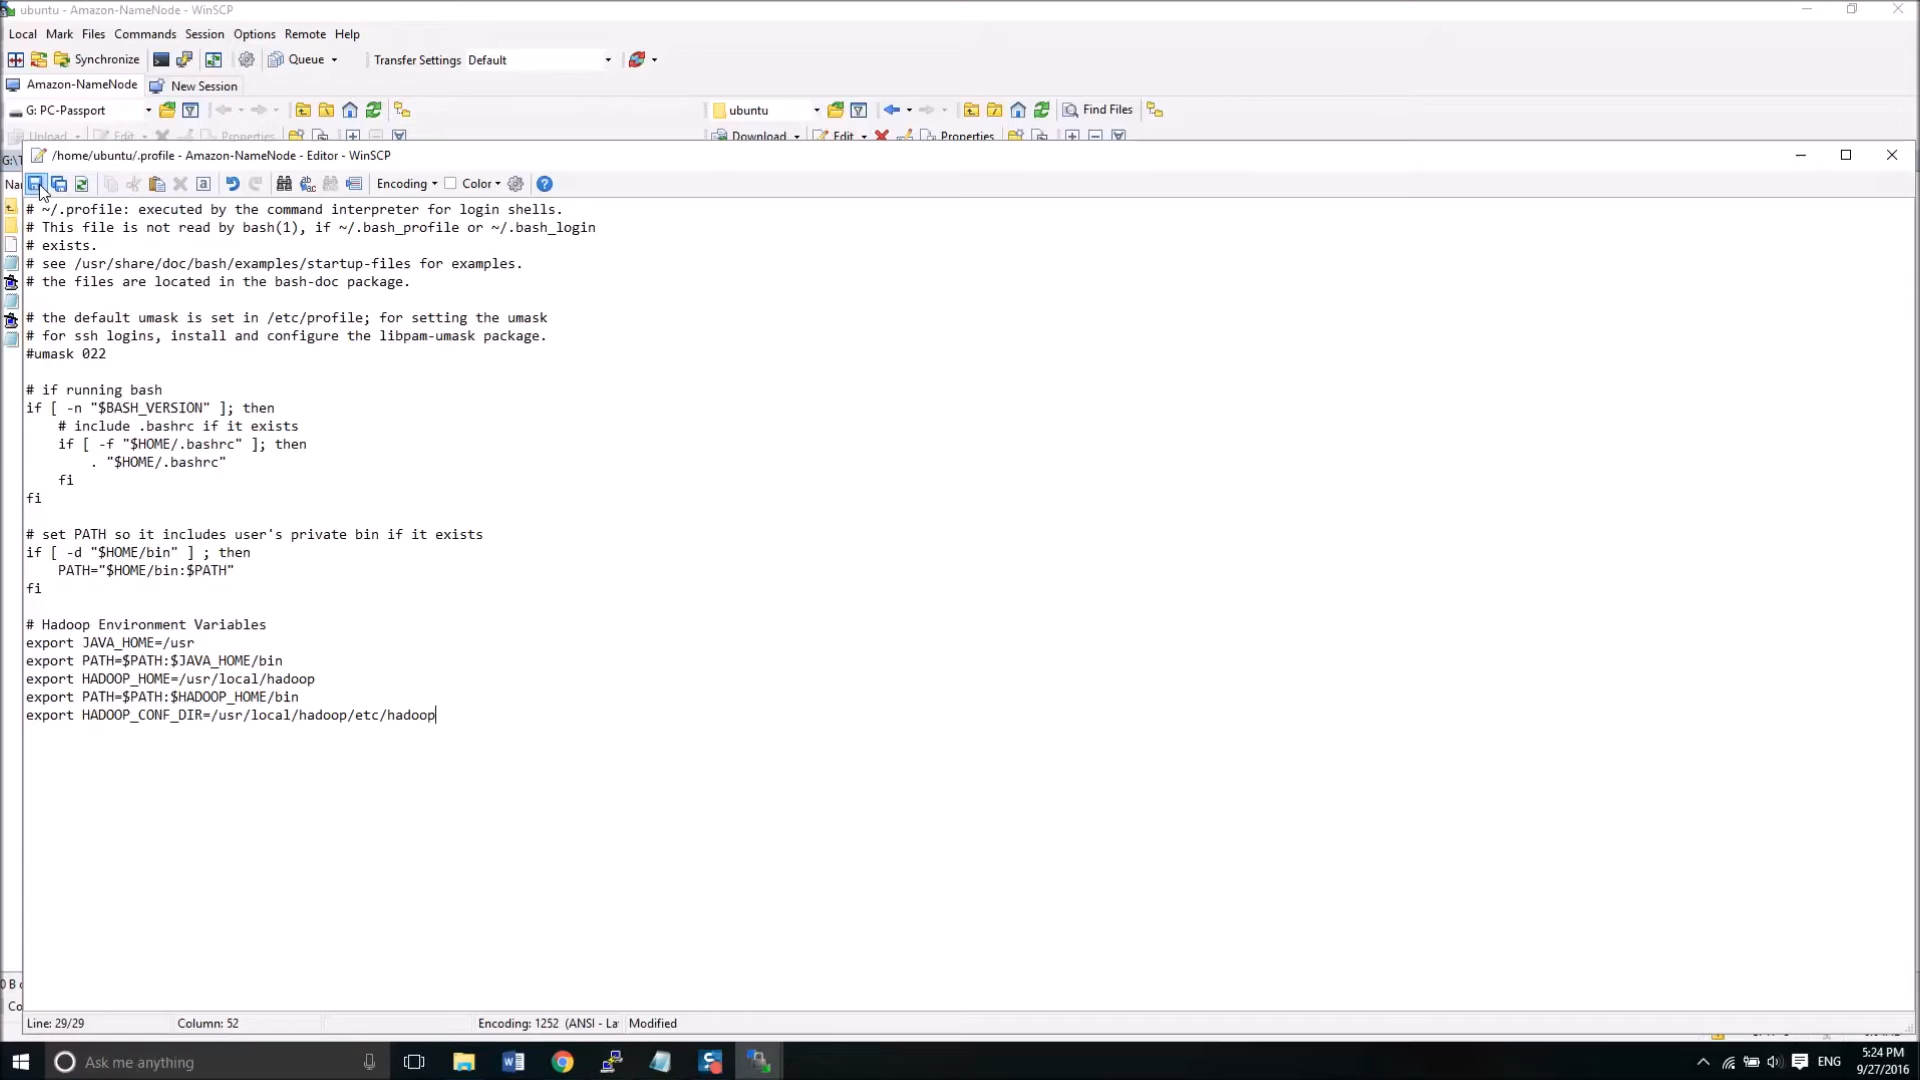 ubuntu - Amazon-NameNode - WinSCP
Local Mark Files Commands Session Options Remote Help
Synchronize Queue Transfer Settings Default
Amazon-NameNode New Session
G: PC-Passport ubuntu Find Files
Upload Edit Properties Download Edit Properties
/home/ubuntu/.profile - Amazon-NameNode - Editor - WinSCP
Encoding Color
# ~/.profile: executed by the command interpreter for login shells.
# This file is not read by bash(1), if ~/.bash_profile or ~/.bash_login
# exists.
# see /usr/share/doc/bash/examples/startup-files for examples.
# the files are located in the bash-doc package.
# the default umask is set in /etc/profile; for setting the umask
# for ssh logins, install and configure the libpam-umask package.
#umask 022
# if running bash
if [ -n "$BASH_VERSION" ]; then
# include .bashrc if it exists
if [ -f "$HOME/.bashrc" ]; then
. "$HOME/.bashrc"
fi
fi
# set PATH so it includes user's private bin if it exists
if [ -d "$HOME/bin" ] ; then
PATH="$HOME/bin:$PATH"
fi
# Hadoop Environment Variables
export JAVA_HOME=/usr
export PATH=$PATH:$JAVA_HOME/bin
export HADOOP_HOME=/usr/local/hadoop
export PATH=$PATH:$HADOOP_HOME/bin
export HADOOP_CONF_DIR=/usr/local/hadoop/etc/hadoop
Line: 29/29 Column: 52 Encoding: 1252 (ANSI - La Modified
Ask me anything ENG 5:24 PM
9/27/2016